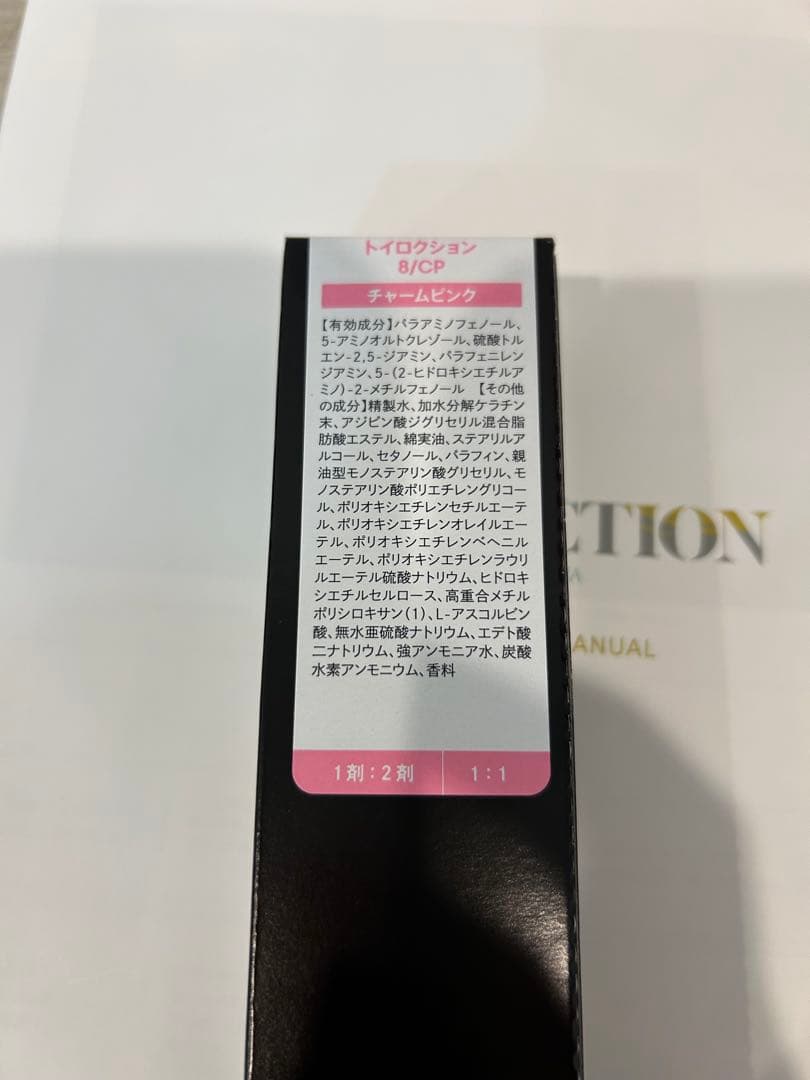 トイロクション
8/CP
チャームピンク
【有効成分】パラアミノフェノール、
5-アミノオルトクレゾール、硫酸トル
エン-2,5-ジアミン、パラフェニレン
ジアミン、5-(2-ヒドロキシエチルア
ミノ)-2-メチルフェノール 【その他
の成分】精製水、加水分解ケラチン
末、アジピン酸ジグリセリル混合脂
肪酸エステル、綿実油、ステアリルア
ルコール、セタノール、パラフィン、親
油型モノステアリン酸グリセリル、モ
ノステアリン酸ポリエチレングリコー
ル、ポリオキシエチレンセチルエーテ
ル、ポリオキシエチレンオレイルエー
テル、ポリオキシエチレンベヘニル
エーテル、ポリオキシエチレンラウリ
ルエーテル硫酸ナトリウム、ヒドロキ
シエチルセルロース、高重合メチル
ポリシロキサン(1)、L-アスコルビン
酸、無水亜硫酸ナトリウム、エデト酸
二ナトリウム、強アンモニア水、炭酸
水素アンモニウム、香料
1剤:2剤 1:1
CTION
A
ANUAL